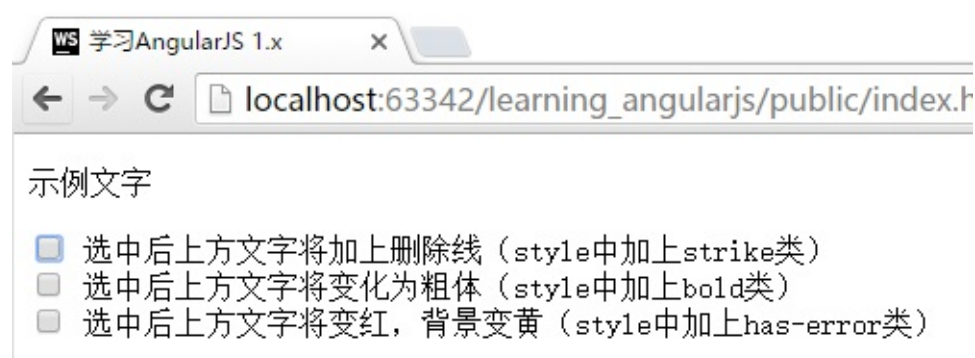 WS 学习AngularJS 1.x
localhost:63342/learning_angularjs/public/index.h
示例文字
选中后上方文字将加上删除线（style中加上strike类）
选中后上方文字将变化为粗体（style中加上bold类）
选中后上方文字将变红，背景变黄（style中加上has-error类）